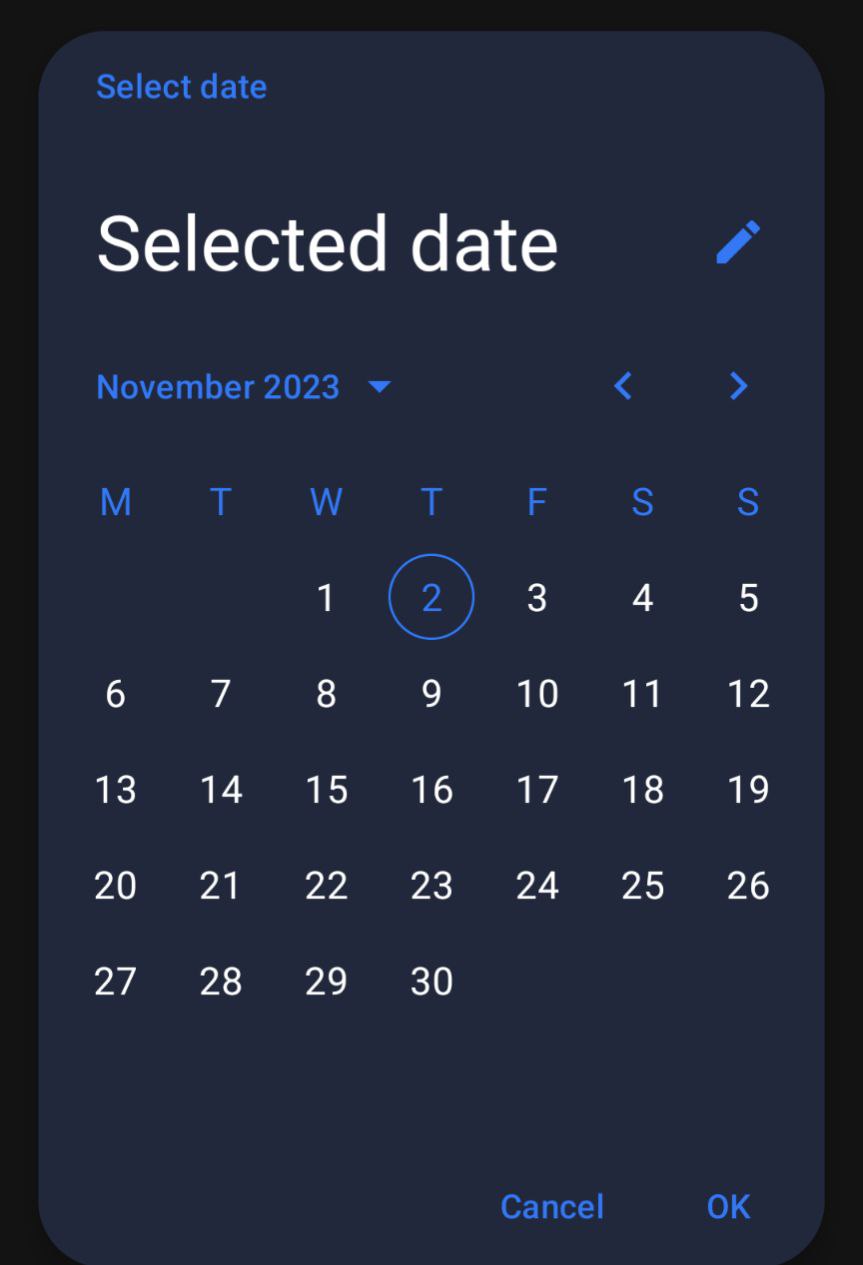 Select date
Selected date
November 2023
M T W T F S S
1 2 3 4 5
6 7 8 9 10 11 12
13 14 15 16 17 18 19
20 21 22 23 24 25 26
27 28 29 30
Cancel OK